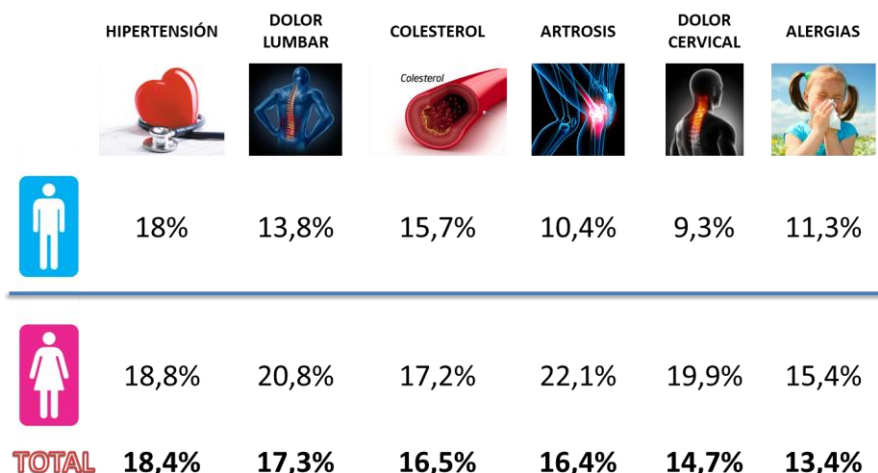 HIPERTENSIÓN DOLOR LUMBAR COLESTEROL ARTROSIS DOLOR CERVICAL ALERGIAS
Colesterol
18% 13,8% 15,7% 10,4% 9,3% 11,3%
18,8% 20,8% 17,2% 22,1% 19,9% 15,4%
TOTAL 18,4% 17,3% 16,5% 16,4% 14,7% 13,4%